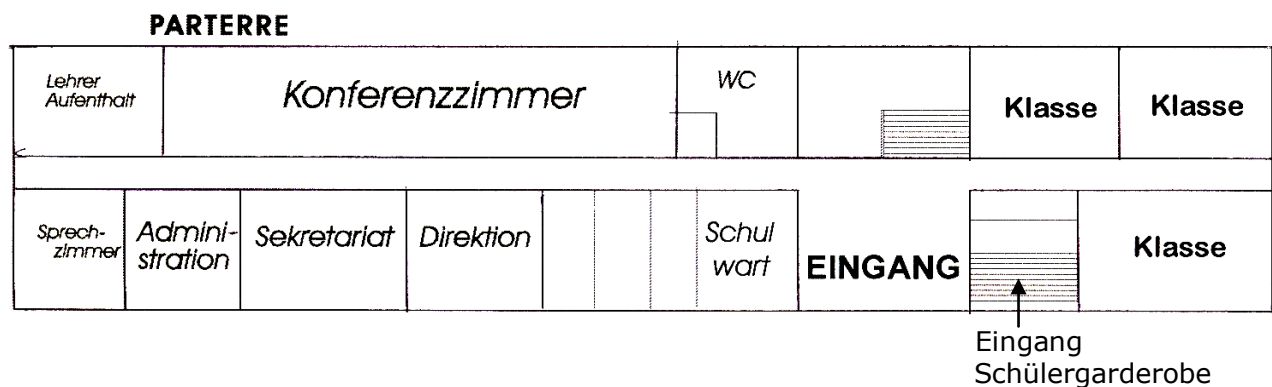 PARTERRE
Lehrer
Aufenthalt
Konferenzzimmer
WC
Klasse
Klasse
Sprech-
zimmer
Admini-
stration
Sekretariat
Direktion
Schul
wart
EINGANG
Klasse
Eingang
Schülergarderobe